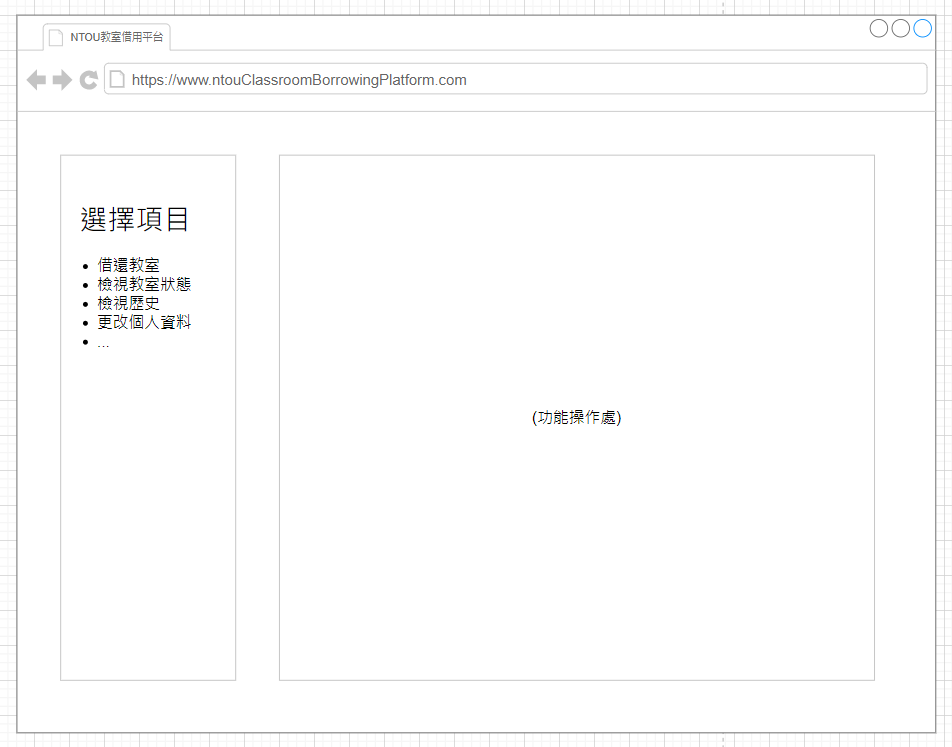 NTOU教室借用平台
https://www.ntouClassroomBorrowingPlatform.com
選擇項目
• 借還教室
• 檢視教室狀態
• 檢視歷史
• 更改個人資料
• ...
(功能操作處)